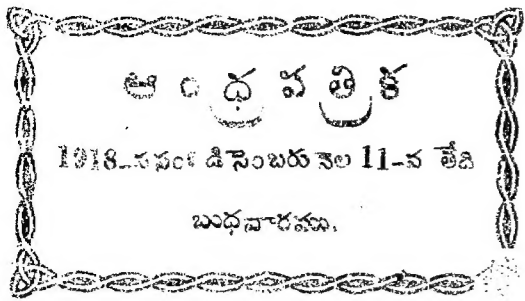 ఆంధ్రపత్రిక
1918-వ సం॥ డిసెంబరు నెల 11-వ తేది
బుధవారము.